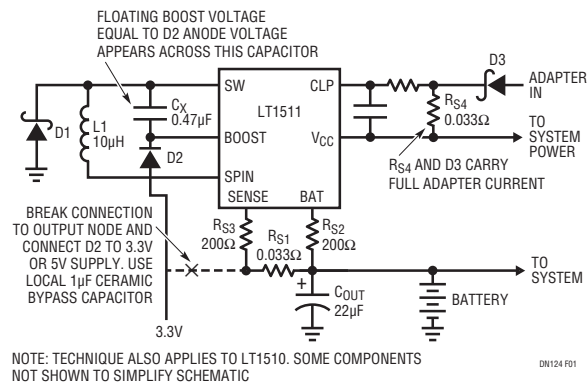 FLOATING BOOST VOLTAGE
EQUAL TO D2 ANODE VOLTAGE
APPEARS ACROSS THIS CAPACITOR
D3
SW
CLP
ADAPTER
IN
CX
0.47µF
LT1511
RS4
0.033Ω
TO
SYSTEM
POWER
D1
L1
10µH
BOOST
VCC
D2
RS4 AND D3 CARRY
FULL ADAPTER CURRENT
SPIN
SENSE
BAT
BREAK CONNECTION
TO OUTPUT NODE AND
CONNECT D2 TO 3.3V
OR 5V SUPPLY. USE
LOCAL 1µF CERAMIC
BYPASS CAPACITOR
RS3
200Ω
RS1
0.033Ω
RS2
200Ω
TO
SYSTEM
+
COUT
22µF
BATTERY
3.3V
NOTE: TECHNIQUE ALSO APPLIES TO LT1510. SOME COMPONENTS
NOT SHOWN TO SIMPLIFY SCHEMATIC
DN124 F01